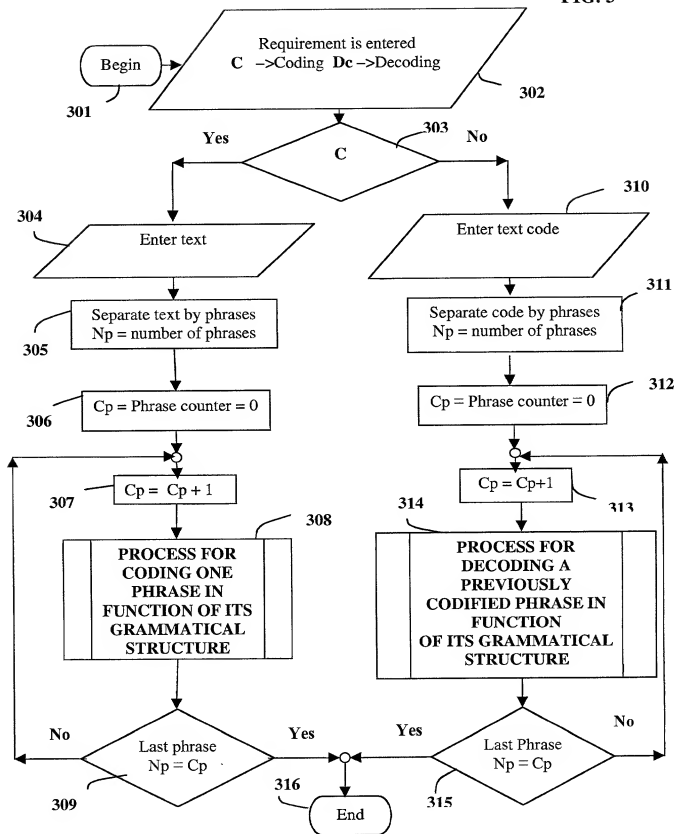 Requirement is entered
C –>Coding Dc –>Decoding
Begin
301
302
303
Yes
No
C
304
310
Enter text
Enter text code
311
Separate text by phrases
Np = number of phrases
305
Separate code by phrases
Np = number of phrases
312
306
Cp = Phrase counter = 0
Cp = Phrase counter = 0
307
Cp = Cp + 1
Cp = Cp+1
313
308
314
PROCESS FOR
CODING ONE
PHRASE IN
FUNCTION OF ITS
GRAMMATICAL
STRUCTURE
PROCESS FOR
DECODING A
PREVIOUSLY
CODIFIED PHRASE IN
FUNCTION
OF ITS GRAMMATICAL
STRUCTURE
No
Last phrase
Np = Cp
Yes
309
Yes
Last Phrase
Np = Cp
No
315
316
End